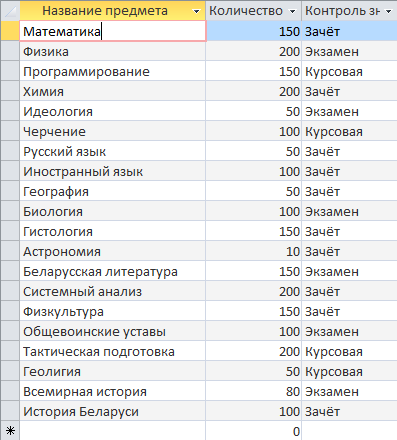 Название предмета Количество Контроль зн
Математика 150 Зачёт
Физика 200 Экзамен
Программирование 150 Курсовая
Химия 200 Зачёт
Идеология 50 Экзамен
Черчение 100 Курсовая
Русский язык 50 Зачёт
Иностранный язык 100 Зачёт
География 50 Зачёт
Биология 100 Экзамен
Гистология 150 Зачёт
Астрономия 10 Зачёт
Беларусская литература 150 Экзамен
Системный анализ 200 Зачёт
Физкультура 150 Зачёт
Общевоинские уставы 100 Экзамен
Тактическая подготовка 200 Курсовая
Геолигия 50 Курсовая
Всемирная история 80 Экзамен
История Беларуси 100 Зачёт
0